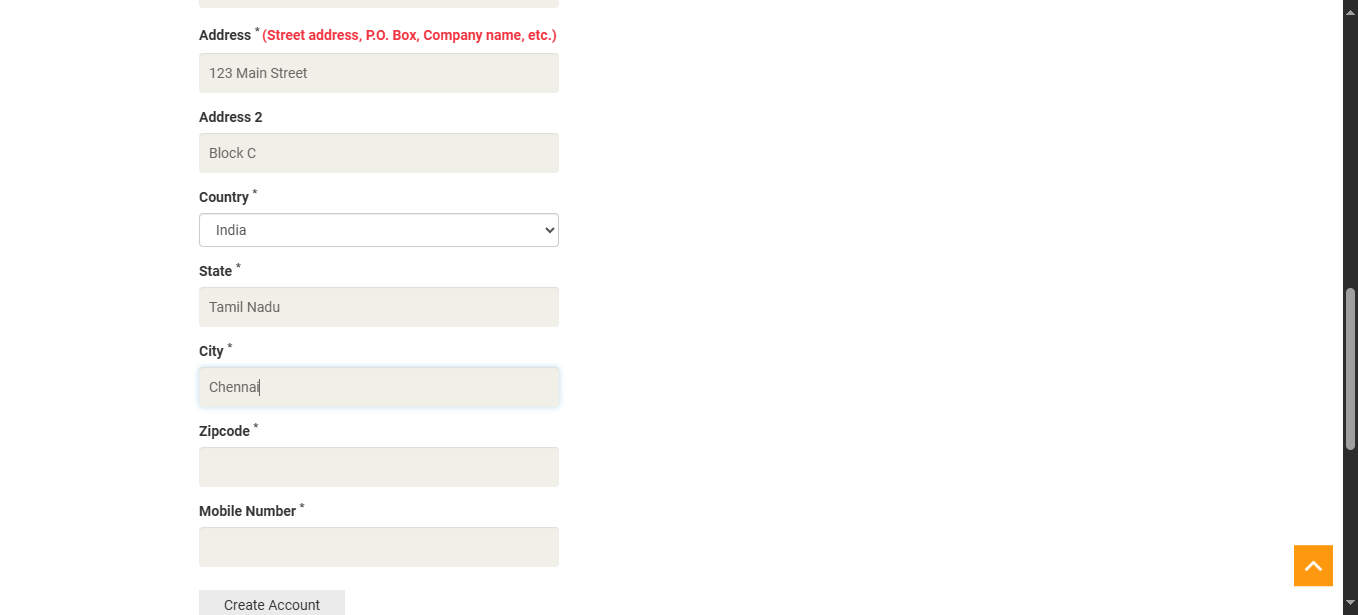 Address * (Street address, P.O. Box, Company name, etc.)
123 Main Street
Address 2
Block C
Country *
India
State *
Tamil Nadu
City *
Chennai
Zipcode *
Mobile Number *
Create Account